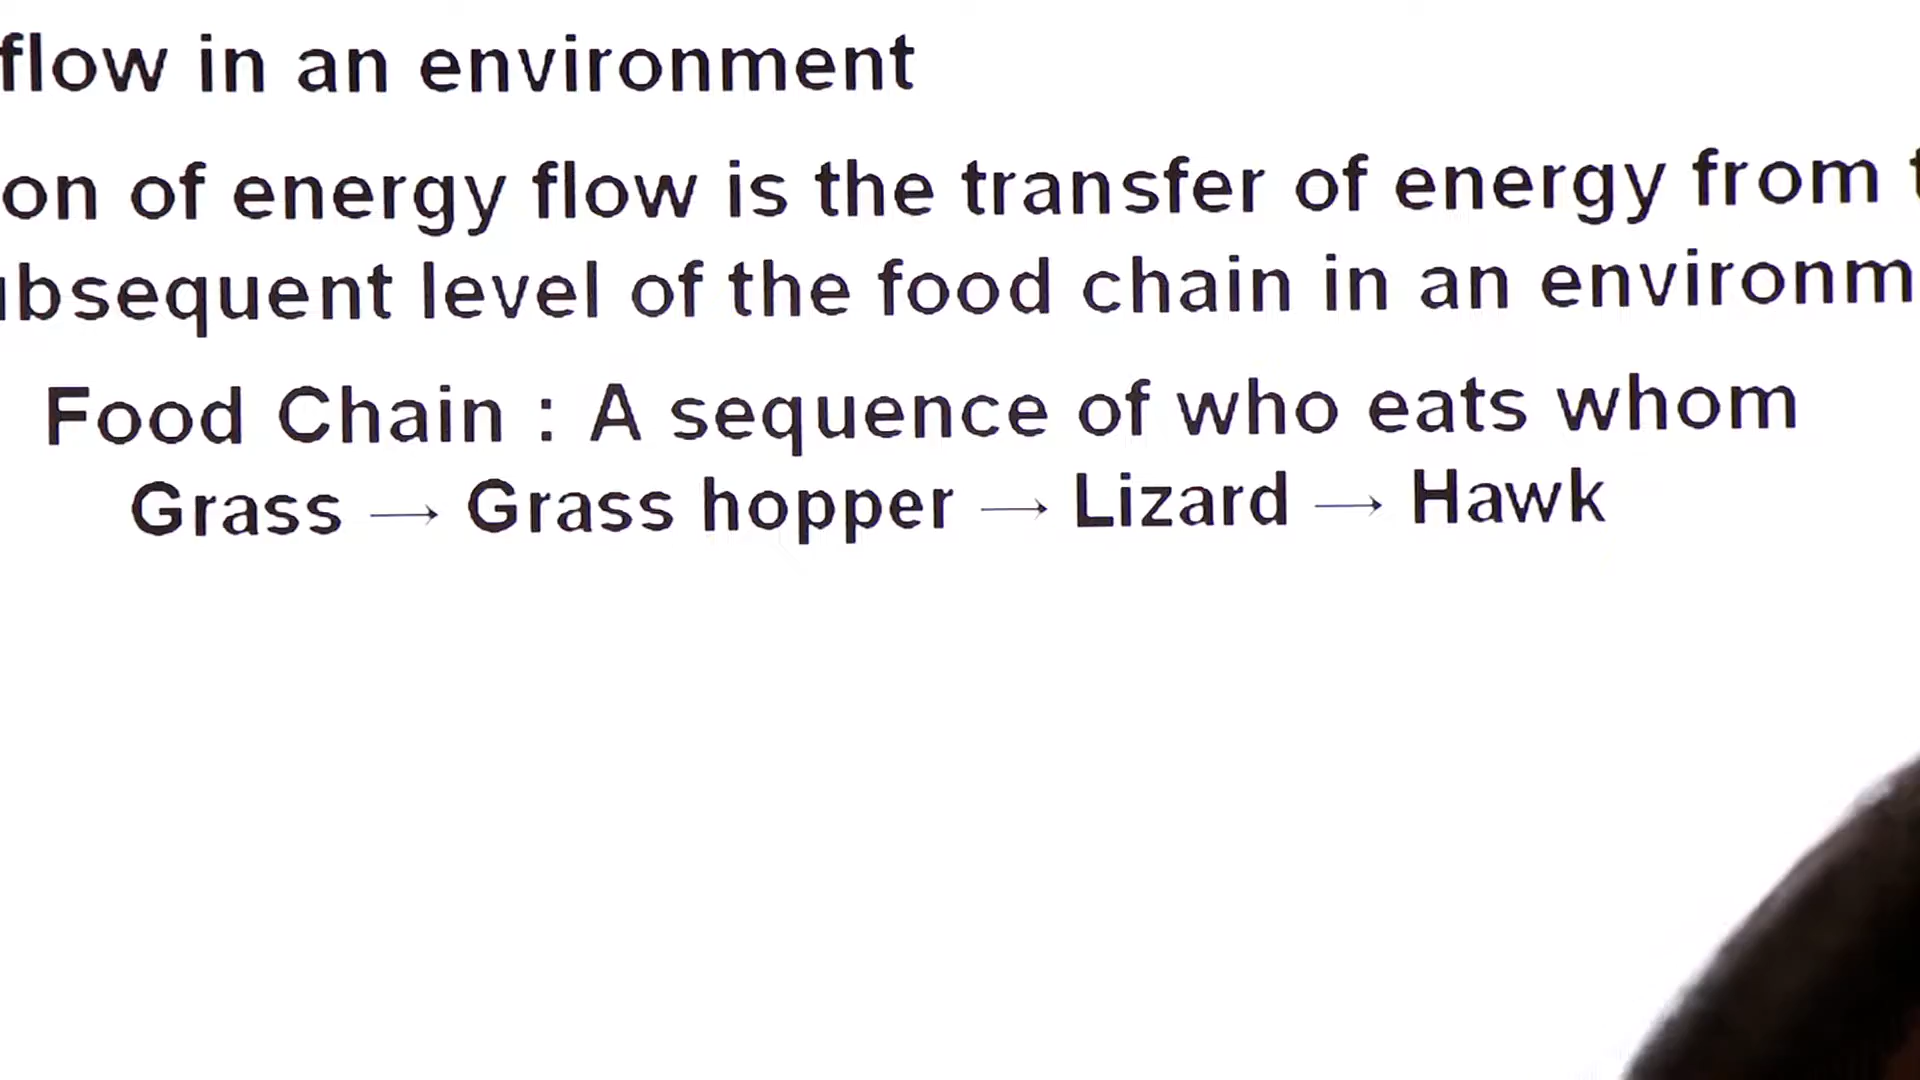 flow in an environment
on of energy flow is the transfer of energy from
bsequent level of the food chain in an environm
Food Chain : A sequence of who eats whom
Grass → Grass hopper → Lizard → Hawk